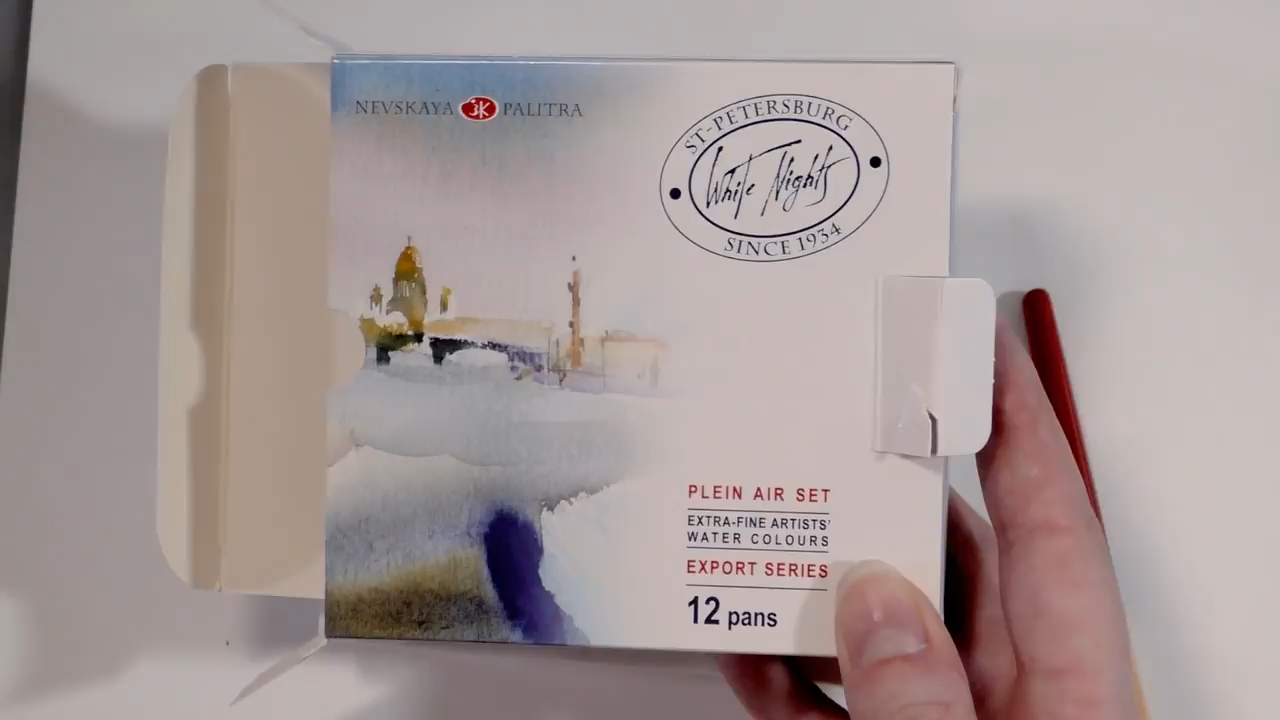 NEVSKAYA ЗК PALITRA
ST-PETERSBURG
White Nights
SINCE 1934
PLEIN AIR SET
EXTRA-FINE ARTISTS'
WATER COLOURS
EXPORT SERIES
12 pans